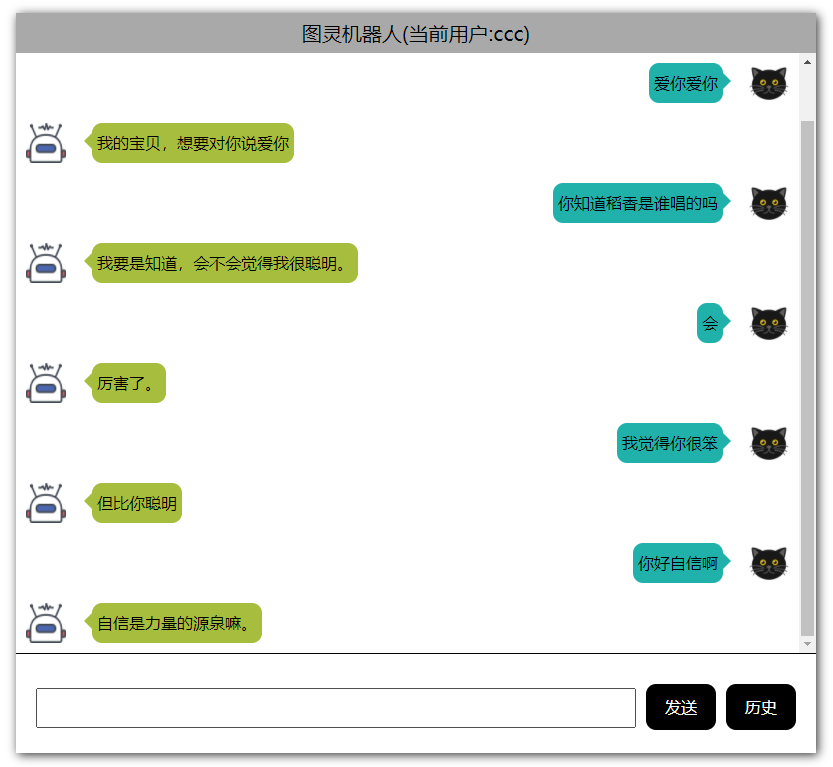 图灵机器人(当前用户:ccc)
爱你爱你
我的宝贝，想要对你说爱你
你知道稻香是谁唱的吗
我要是知道，会不会觉得我很聪明。
会
厉害了。
我觉得你很笨
但比你聪明
你好自信啊
自信是力量的源泉嘛。
发送 历史